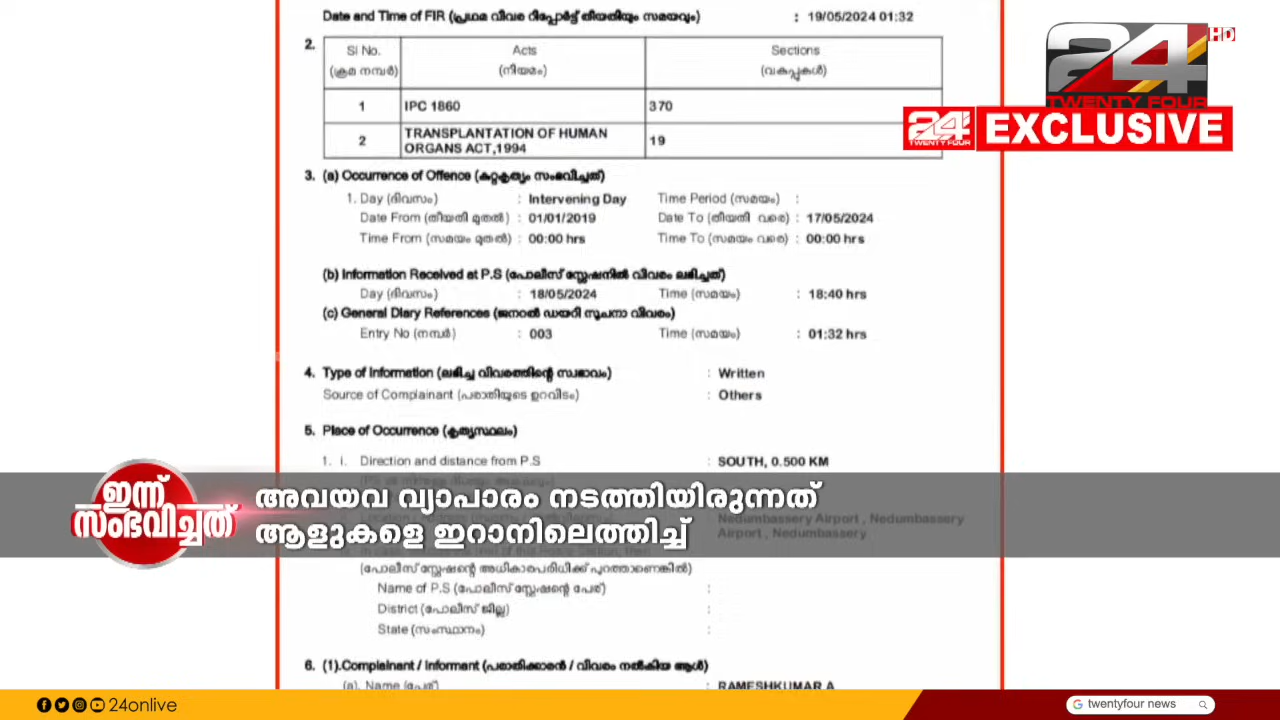 Date and Time of FIR (പ്രഥമ വിവര റിപ്പോർട്ട് തീയതിയും സമയവും) : 19/05/2024 01:32
2. Sl No. Acts Sections
(ക്രമ നമ്പർ) (നിയമം) (വകുപ്പുകൾ)
1 IPC 1860 370
2 TRANSPLANTATION OF HUMAN ORGANS ACT,1994 19
3. (a) Occurrence of Offence (കുറ്റകൃത്യം സംഭവിച്ചത്)
1. Day (ദിവസം) : Intervening Day Time Period (സമയം) :
Date From (തീയതി മുതൽ) : 01/01/2019 Date To (തീയതി വരെ) : 17/05/2024
Time From (സമയം മുതൽ) : 00:00 hrs Time To (സമയം വരെ) : 00:00 hrs
(b) Information Received at P.S (പോലീസ് സ്റ്റേഷനിൽ വിവരം ലഭിച്ചത്)
Day (ദിവസം) : 18/05/2024 Time (സമയം) : 18:40 hrs
(c) General Diary References (ജനറൽ ഡയറി സൂചനാ വിവരം)
Entry No (നമ്പർ) : 003 Time (സമയം) : 01:32 hrs
4. Type of Information (ലഭിച്ച വിവരത്തിന്റെ സ്വഭാവം) : Written
Source of Complainant (പരാതിയുടെ ഉറവിടം) : Others
5. Place of Occurrence (കൃത്യസ്ഥലം)
1. i. Direction and distance from P.S : SOUTH, 0.500 KM
Nedumbassery Airport , Nedumbassery
Airport , Nedumbassery
(പോലീസ് സ്റ്റേഷന്റെ അധികാരപരിധിക്ക് പുറത്താണെങ്കിൽ)
Name of P.S (പോലീസ് സ്റ്റേഷന്റെ പേര്) :
District (പോലീസ് ജില്ല) :
State (സംസ്ഥാനം) :
6. (1).Complainant / Informant (പരാതിക്കാരൻ / വിവരം നൽകിയ ആൾ)
(a). Name (പേര്) : RAMESHKUMAR A
24 HD
TWENTY FOUR
24 TWENTY FOUR EXCLUSIVE
ഇന്ന് സംഭവിച്ചത്
അവയവ വ്യാപാരം നടത്തിയിരുന്നത്
ആളുകളെ ഇറാനിലെത്തിച്ച്
24onlive
twentyfour news